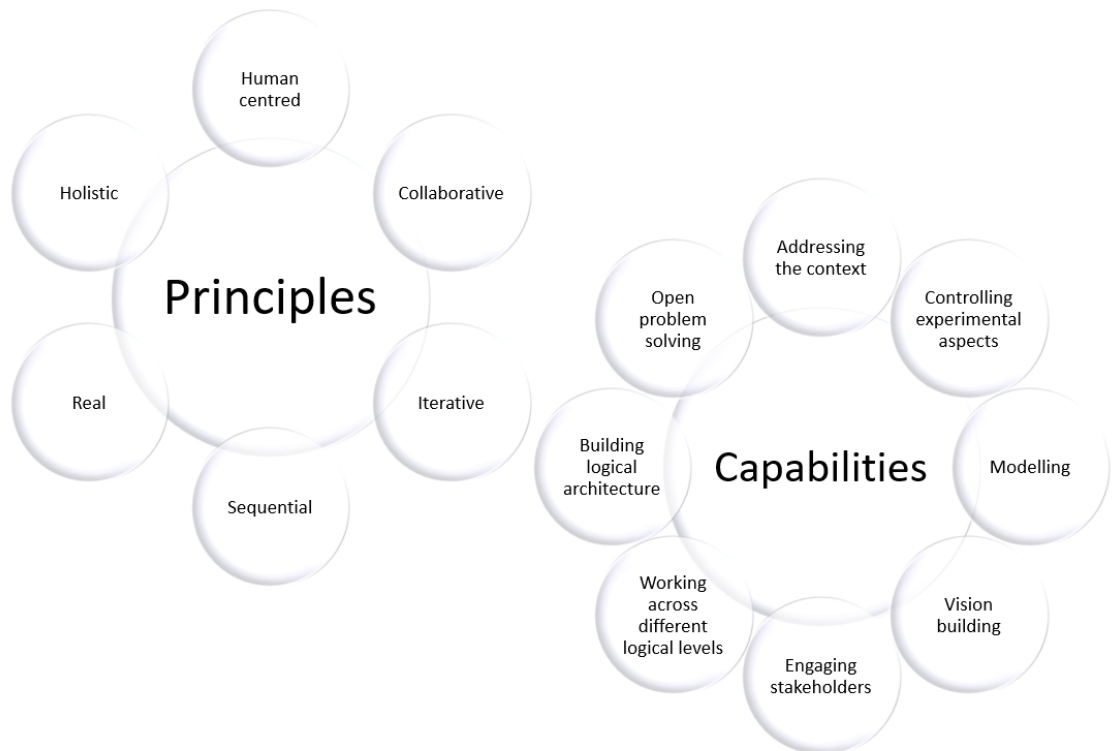 Human
centred
Holistic
Collaborative
Principles
Real
Iterative
Sequential
Addressing
the context
Open
problem
solving
Controlling
experimental
aspects
Building
logical
architecture
Capabilities
Modelling
Working
across
different
logical levels
Vision
building
Engaging
stakeholders